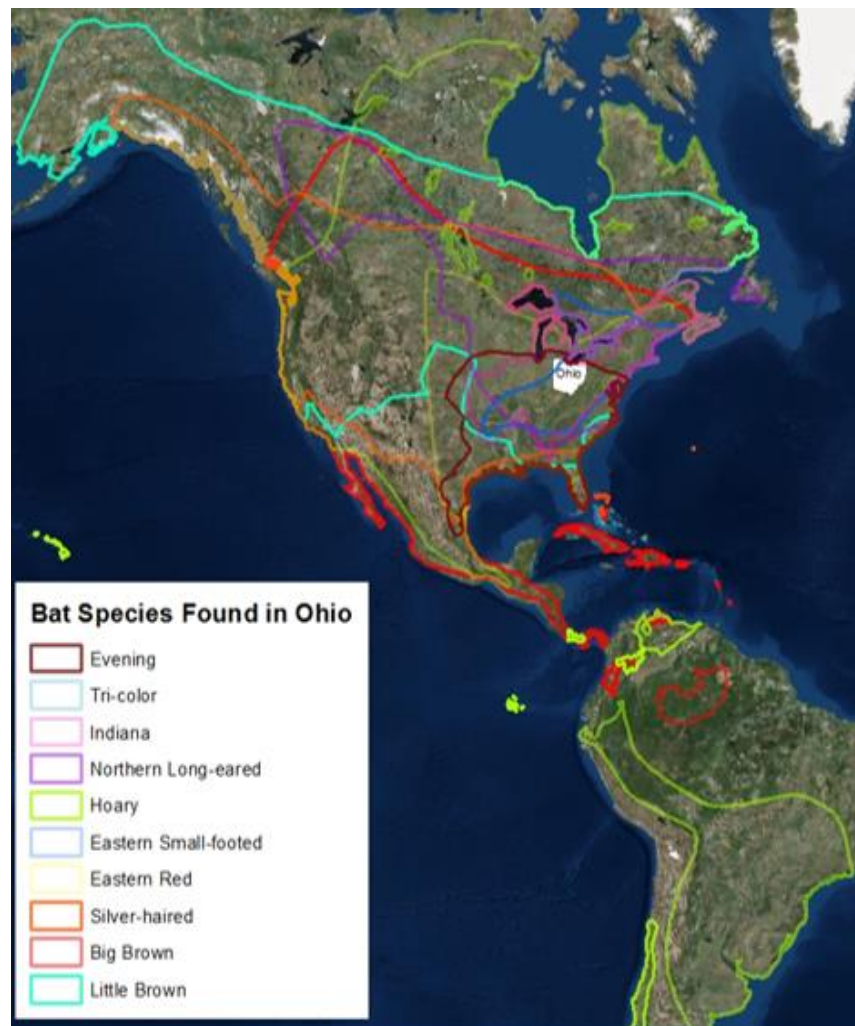 Ohio
Bat Species Found in Ohio
Evening
Tri-color
Indiana
Northern Long-eared
Hoary
Eastern Small-footed
Eastern Red
Silver-haired
Big Brown
Little Brown